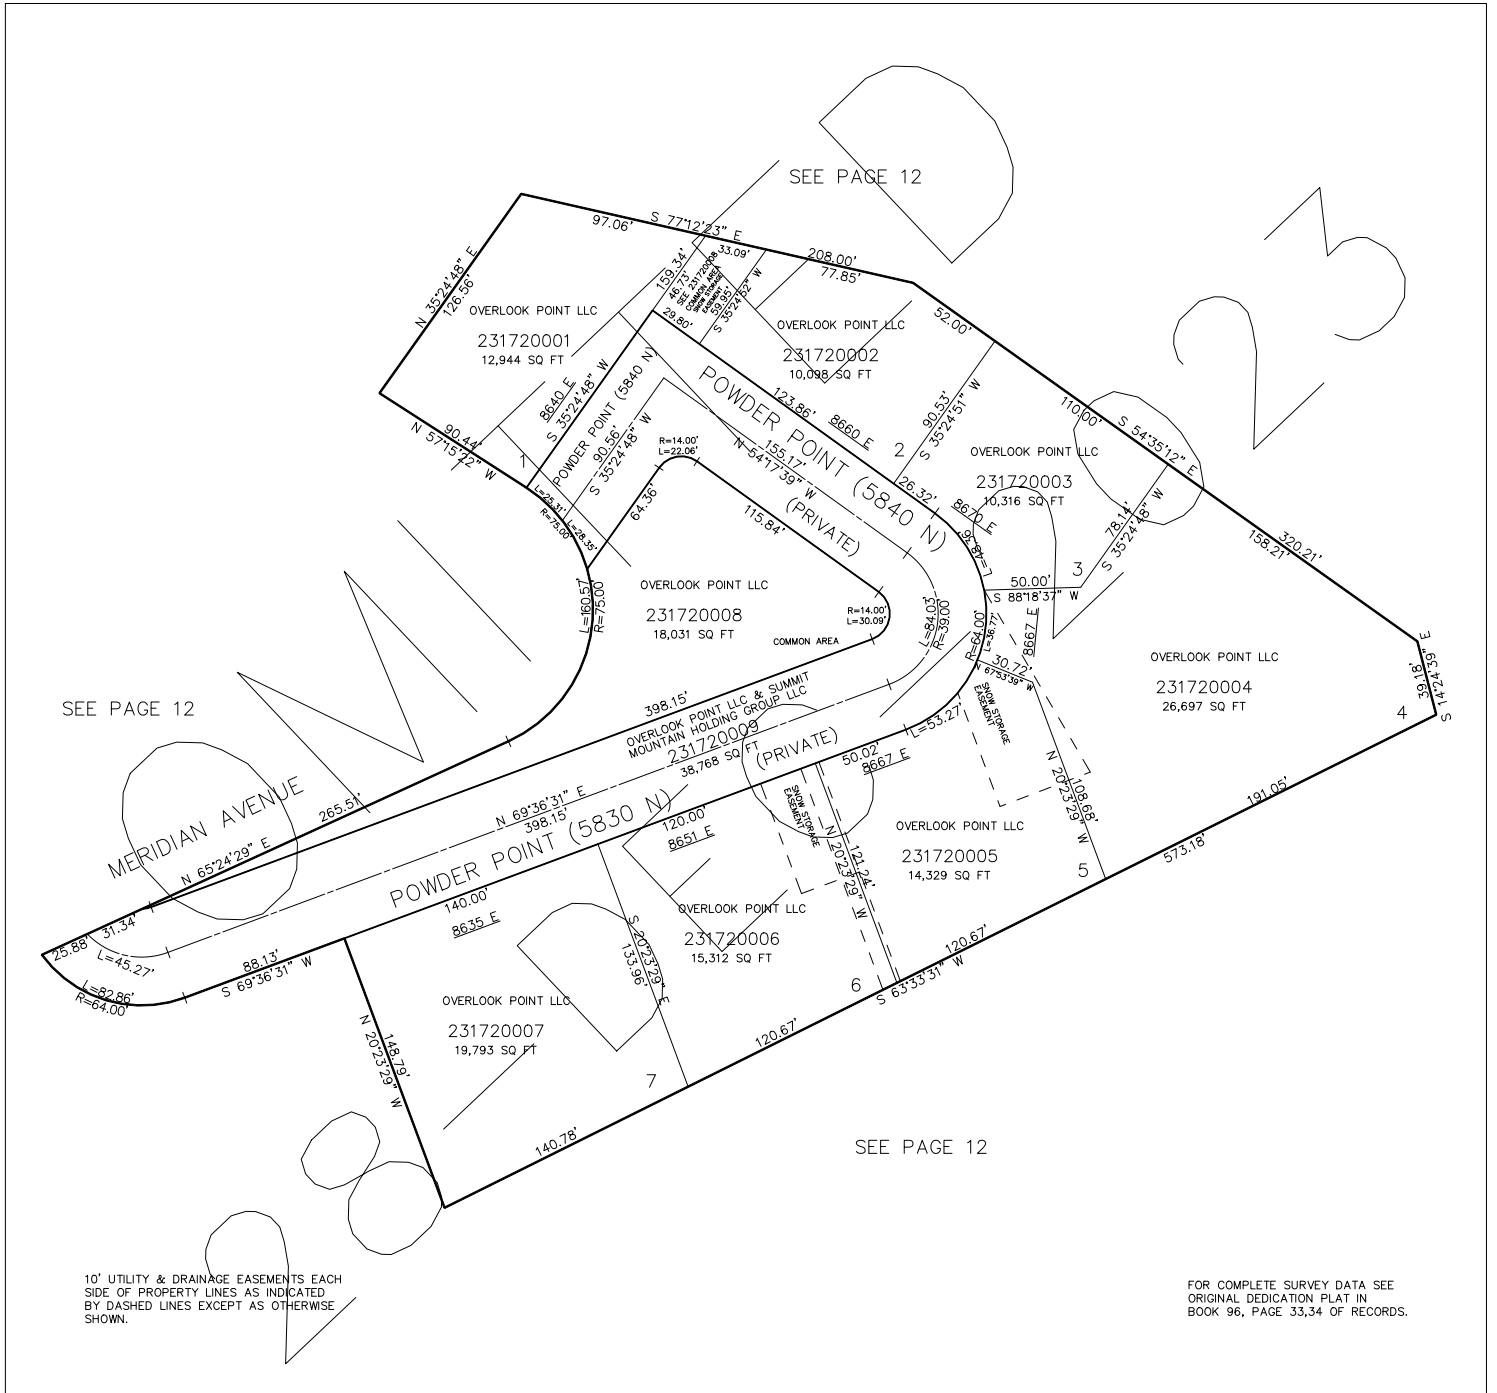 SEE PAGE 12
97.06'
S 77°12'23" E
208.00'
33.09'
77.85'
N 35°24'48" E
126.56'
159.34'
46.73'
SEE 231720008
COMMON AREA
SNOW STORAGE
EASEMENT
59.95'
S 35°24'52" W
29.80'
OVERLOOK POINT LLC
231720001
12,944 SQ FT
8640 E
S 35°24'48" W
90.44'
N 57°15'22" W
1
POWDER POINT (5840 N)
90.56'
S 35°24'48" W
OVERLOOK POINT LLC
231720002
10,098 SQ FT
52.00'
POWDER POINT (5840 N)
(PRIVATE)
123.86'
8660 E
2
90.53'
S 35°24'51" W
26.32'
155.17'
N 54°17'39" W
R=14.00'
L=22.06'
64.36'
115.84'
L=25.31'
R=75.00'
L=28.35'
110.00'
S 54°35'12" E
320.21'
158.21'
OVERLOOK POINT LLC
231720003
10,316 SQ FT
8670 E
L=48.36'
78.14'
S 35°24'48" W
3
50.00'
S 88°18'37" W
OVERLOOK POINT LLC
231720008
18,031 SQ FT
COMMON AREA
R=14.00'
L=30.09'
L=160.57'
R=75.00'
L=84.03'
R=39.00'
R=64.00'
L=36.77'
8667 E
30.72'
N 67°53'39" W
SNOW STORAGE
EASEMENT
OVERLOOK POINT LLC
231720004
26,697 SQ FT
4
39.18'
S 14°24'39" E
SEE PAGE 12
398.15'
OVERLOOK POINT LLC & SUMMIT
MOUNTAIN HOLDING GROUP LLC
231720009
38,768 SQ FT
(PRIVATE)
L=53.27'
50.02'
8667 E
N 20°23'29" W
108.68'
191.05'
573.18'
MERIDIAN AVENUE
265.51'
N 65°24'29" E
N 69°36'31" E
398.15'
POWDER POINT (5830 N)
120.00'
8651 E
SNOW STORAGE
EASEMENT
N 20°23'29" W
121.24'
OVERLOOK POINT LLC
231720005
14,329 SQ FT
5
140.00'
8635 E
OVERLOOK POINT LLC
231720006
15,312 SQ FT
6
S 20°23'29" E
133.96'
120.67'
S 63°33'31" W
25.88'
31.34'
L=45.27'
L=82.86'
R=64.00'
88.13'
S 69°36'31" W
OVERLOOK POINT LLC
231720007
19,793 SQ FT
7
148.79'
N 20°23'29" W
120.67'
140.78'
SEE PAGE 12
10' UTILITY & DRAINAGE EASEMENTS EACH
SIDE OF PROPERTY LINES AS INDICATED
BY DASHED LINES EXCEPT AS OTHERWISE
SHOWN.
FOR COMPLETE SURVEY DATA SEE
ORIGINAL DEDICATION PLAT IN
BOOK 96, PAGE 33,34 OF RECORDS.